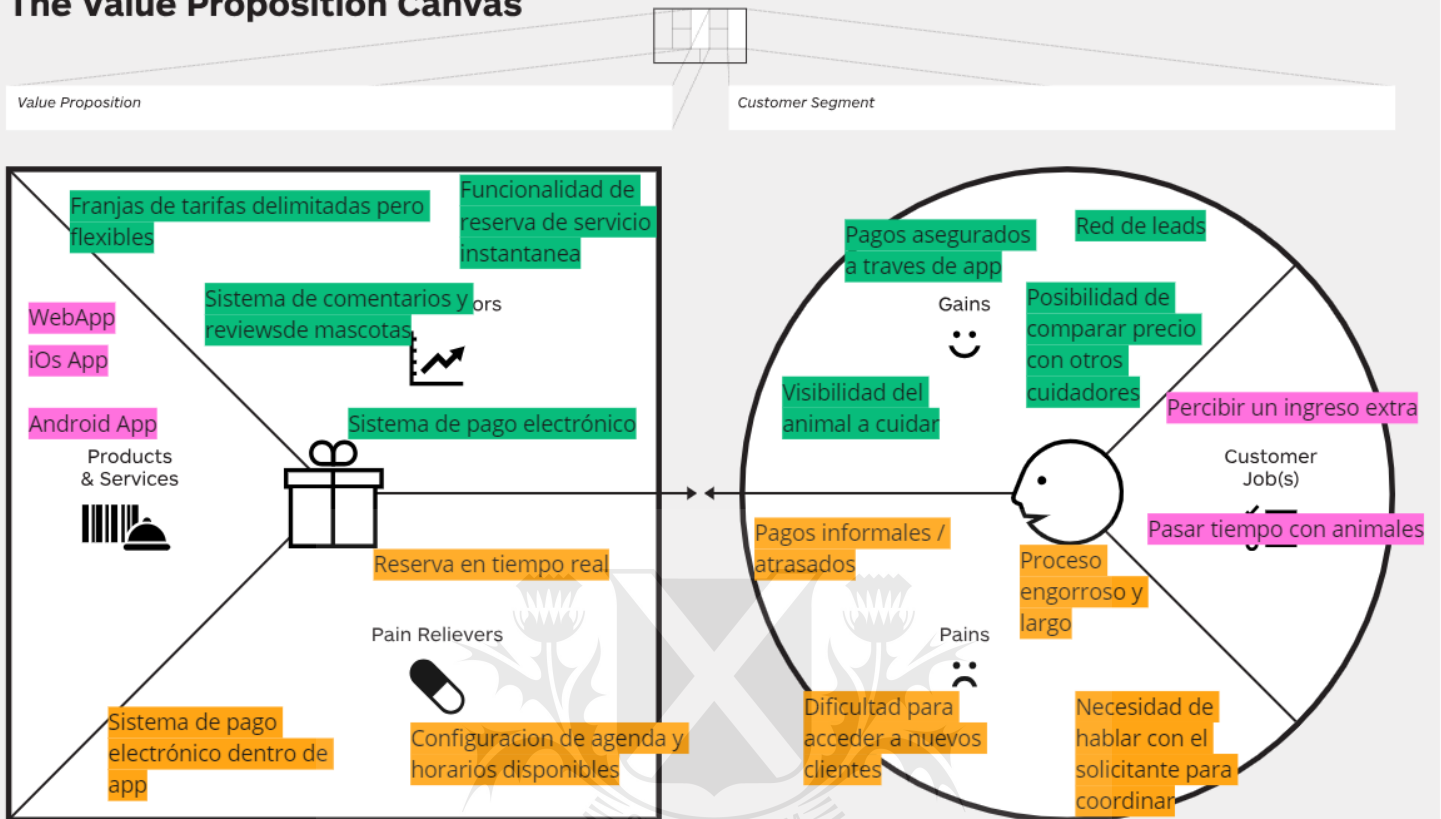 The Value Proposition Canvas
Value Proposition
Customer Segment
Franjas de tarifas delimitadas pero
flexibles
Funcionalidad de
reserva de servicio
instantanea
Sistema de comentarios y
reviewsde mascotas
ors
WebApp
iOs App
Android App
Sistema de pago electrónico
Products
& Services
Reserva en tiempo real
Pain Relievers
Sistema de pago
electrónico dentro de
app
Configuracion de agenda y
horarios disponibles
Pagos asegurados
a traves de app
Red de leads
Gains
Posibilidad de
comparar precio
con otros
cuidadores
Visibilidad del
animal a cuidar
Percibir un ingreso extra
Customer
Job(s)
Pasar tiempo con animales
Pagos informales /
atrasados
Proceso
engorroso y
largo
Pains
Dificultad para
acceder a nuevos
clientes
Necesidad de
hablar con el
solicitante para
coordinar